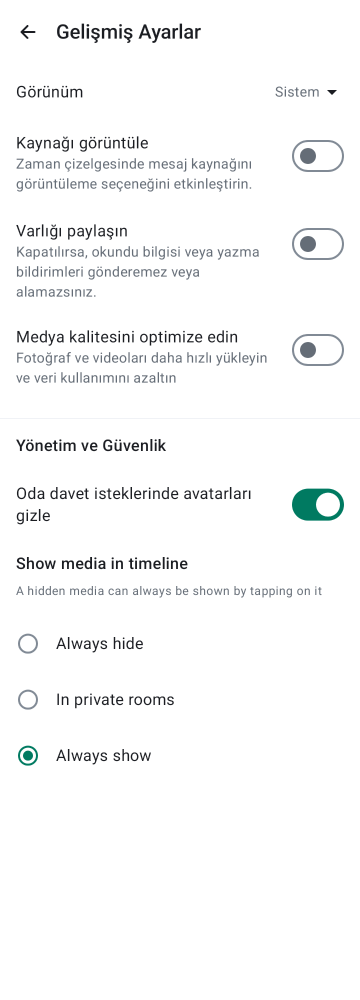 Gelişmiş Ayarlar
Görünüm
Sistem
Kaynağı görüntüle
Zaman çizelgesinde mesaj kaynağını
görüntüleme seçeneğini etkinleştirin.
Varlığı paylaşın
Kapatılırsa, okundu bilgisi veya yazma
bildirimleri gönderemez veya
alamazsınız.
Medya kalitesini optimize edin
Fotoğraf ve videoları daha hızlı yükleyin
ve veri kullanımını azaltın
Yönetim ve Güvenlik
Oda davet isteklerinde avatarları
gizle
Show media in timeline
A hidden media can always be shown by tapping on it
Always hide
In private rooms
Always show